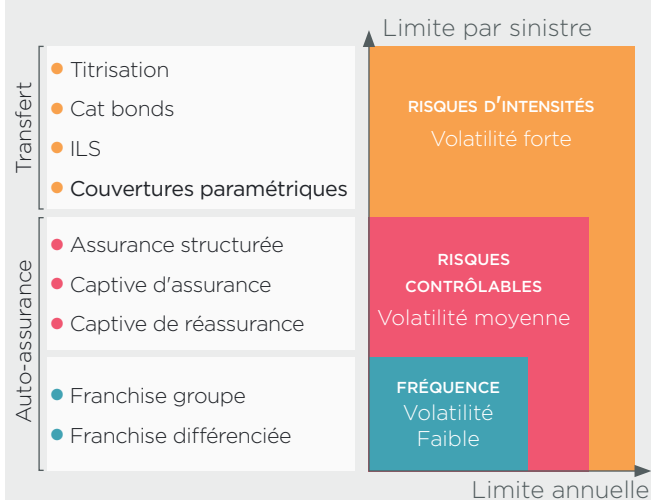 Limite par sinistre
Transfert
Titrisation
Cat bonds
ILS
Couvertures paramétriques
RISQUES D'INTENSITÉS
Volatilité forte
Auto-assurance
Assurance structurée
Captive d'assurance
Captive de réassurance
RISQUES
CONTRÔLABLES
Volatilité moyenne
Franchise groupe
Franchise différenciée
FRÉQUENCE
Volatilité
Faible
Limite annuelle